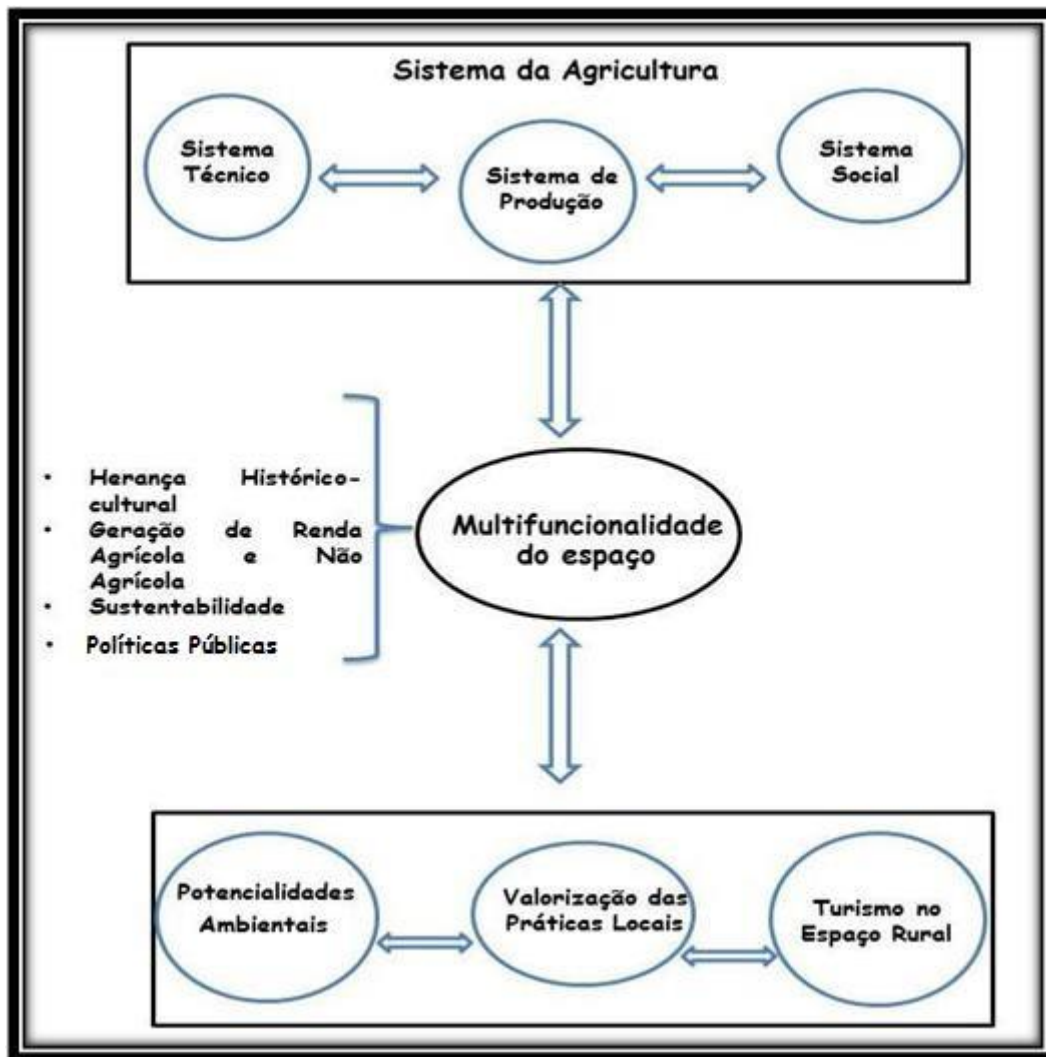 Sistema da Agricultura
Sistema
Técnico
Sistema de
Produção
Sistema
Social
• Herança Histórico-
cultural
• Geração de Renda
Agrícola e Não
Agrícola
• Sustentabilidade
• Políticas Públicas
Multifuncionalidade
do espaço
Potencialidades
Ambientais
Valorização das
Práticas Locais
Turismo no
Espaço Rural